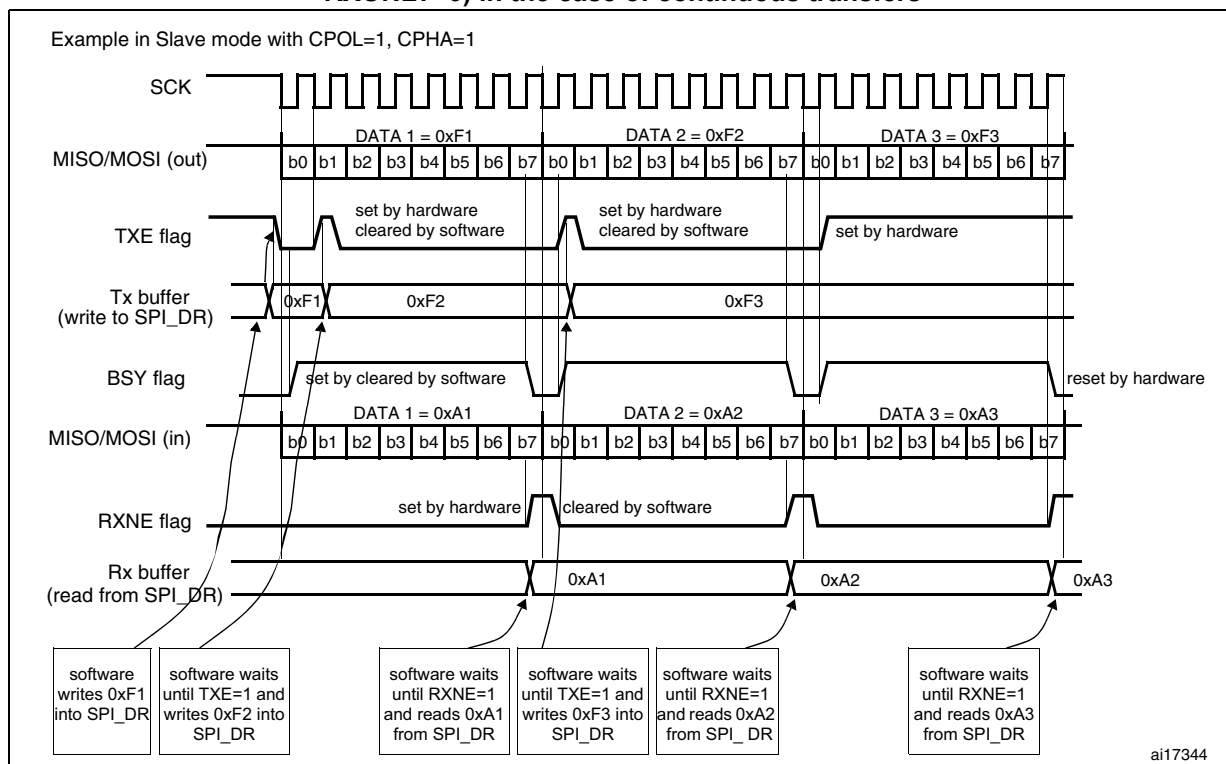 RXONLY=0) in the case of continuous transfers
Example in Slave mode with CPOL=1, CPHA=1
SCK
DATA 1 = 0xF1
DATA 2 = 0xF2
DATA 3 = 0xF3
MISO/MOSI (out)
b0 b1 b2 b3 b4 b5 b6 b7 b0 b1 b2 b3 b4 b5 b6 b7 b0 b1 b2 b3 b4 b5 b6 b7
TXE flag
set by hardware
cleared by software
set by hardware
cleared by software
set by hardware
Tx buffer
(write to SPI_DR)
0xF1
0xF2
0xF3
BSY flag
set by cleared by software
reset by hardware
DATA 1 = 0xA1
DATA 2 = 0xA2
DATA 3 = 0xA3
MISO/MOSI (in)
b0 b1 b2 b3 b4 b5 b6 b7 b0 b1 b2 b3 b4 b5 b6 b7 b0 b1 b2 b3 b4 b5 b6 b7
RXNE flag
set by hardware
cleared by software
Rx buffer
(read from SPI_DR)
0xA1
0xA2
0xA3
software
writes 0xF1
into SPI_DR
software waits
until TXE=1 and
writes 0xF2 into
SPI_DR
software waits
until RXNE=1
and reads 0xA1
from SPI_DR
software waits
until TXE=1 and
writes 0xF3 into
SPI_DR
software waits
until RXNE=1
and reads 0xA2
from SPI_ DR
software waits
until RXNE=1
and reads 0xA3
from SPI_DR
ai17344